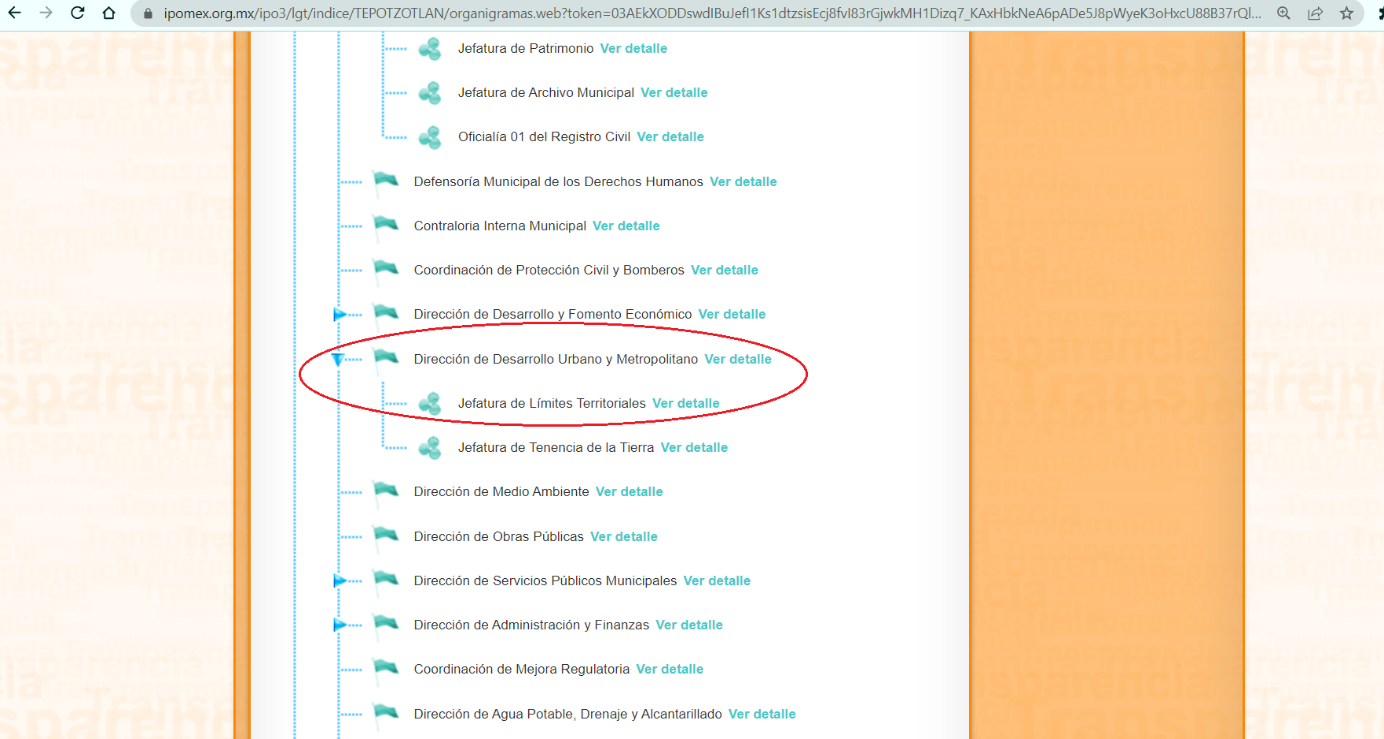 ipomex.org.mx/ipo3/lgt/indice/TEPOTZOTLAN/organigramas.web?token=03AEkXODDswdIBuJefI1Ks1dtzsisEcj8fvI83rGjwkMH1Dizq7_KAxHbkNeA6pADe5J8pWyeK3oHxcU88B37rQl...
Jefatura de Patrimonio Ver detalle
Jefatura de Archivo Municipal Ver detalle
Oficialía 01 del Registro Civil Ver detalle
Defensoría Municipal de los Derechos Humanos Ver detalle
Contraloria Interna Municipal Ver detalle
Coordinación de Protección Civil y Bomberos Ver detalle
Dirección de Desarrollo y Fomento Económico Ver detalle
Dirección de Desarrollo Urbano y Metropolitano Ver detalle
Jefatura de Límites Territoriales Ver detalle
Jefatura de Tenencia de la Tierra Ver detalle
Dirección de Medio Ambiente Ver detalle
Dirección de Obras Públicas Ver detalle
Dirección de Servicios Públicos Municipales Ver detalle
Dirección de Administración y Finanzas Ver detalle
Coordinación de Mejora Regulatoria Ver detalle
Dirección de Agua Potable, Drenaje y Alcantarillado Ver detalle